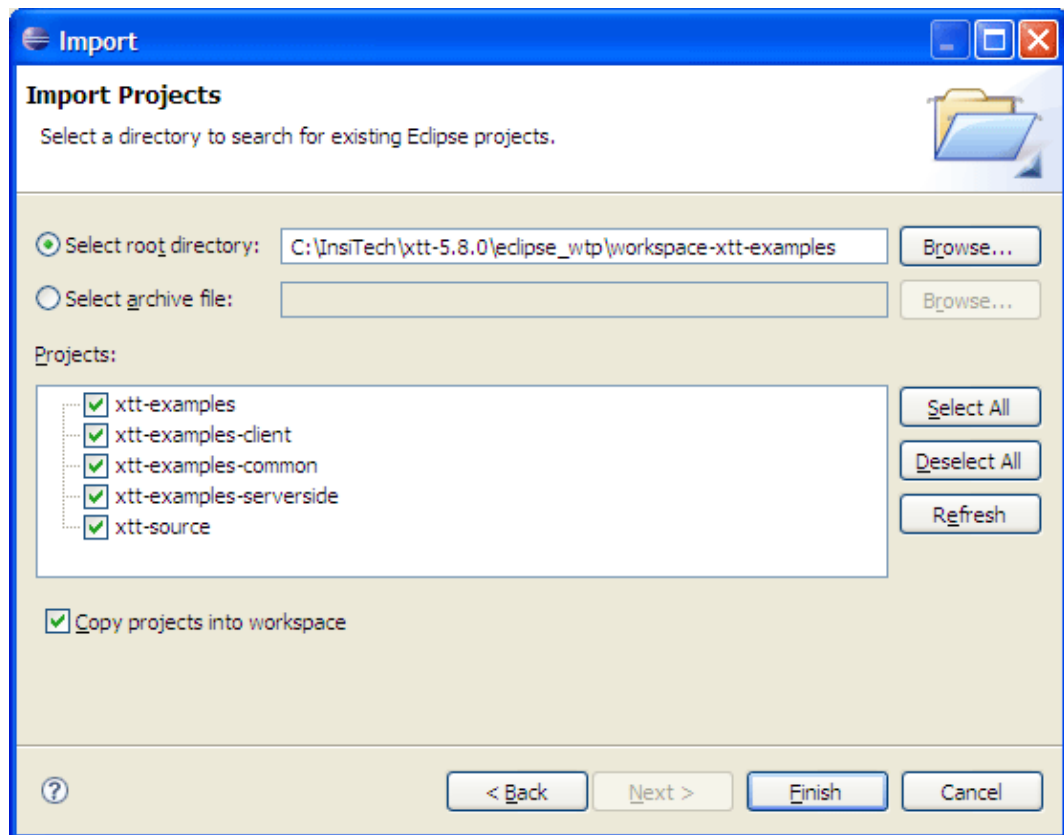 Import
Import Projects
Select a directory to search for existing Eclipse projects.
Select root directory: C:\InsiTech\xtt-5.8.0\eclipse_wtp\workspace-xtt-examples Browse...
Select archive file: Browse...
Projects:
xtt-examples
xtt-examples-client
xtt-examples-common
xtt-examples-serverside
xtt-source
Select All
Deselect All
Refresh
Copy projects into workspace
? < Back Next > Finish Cancel